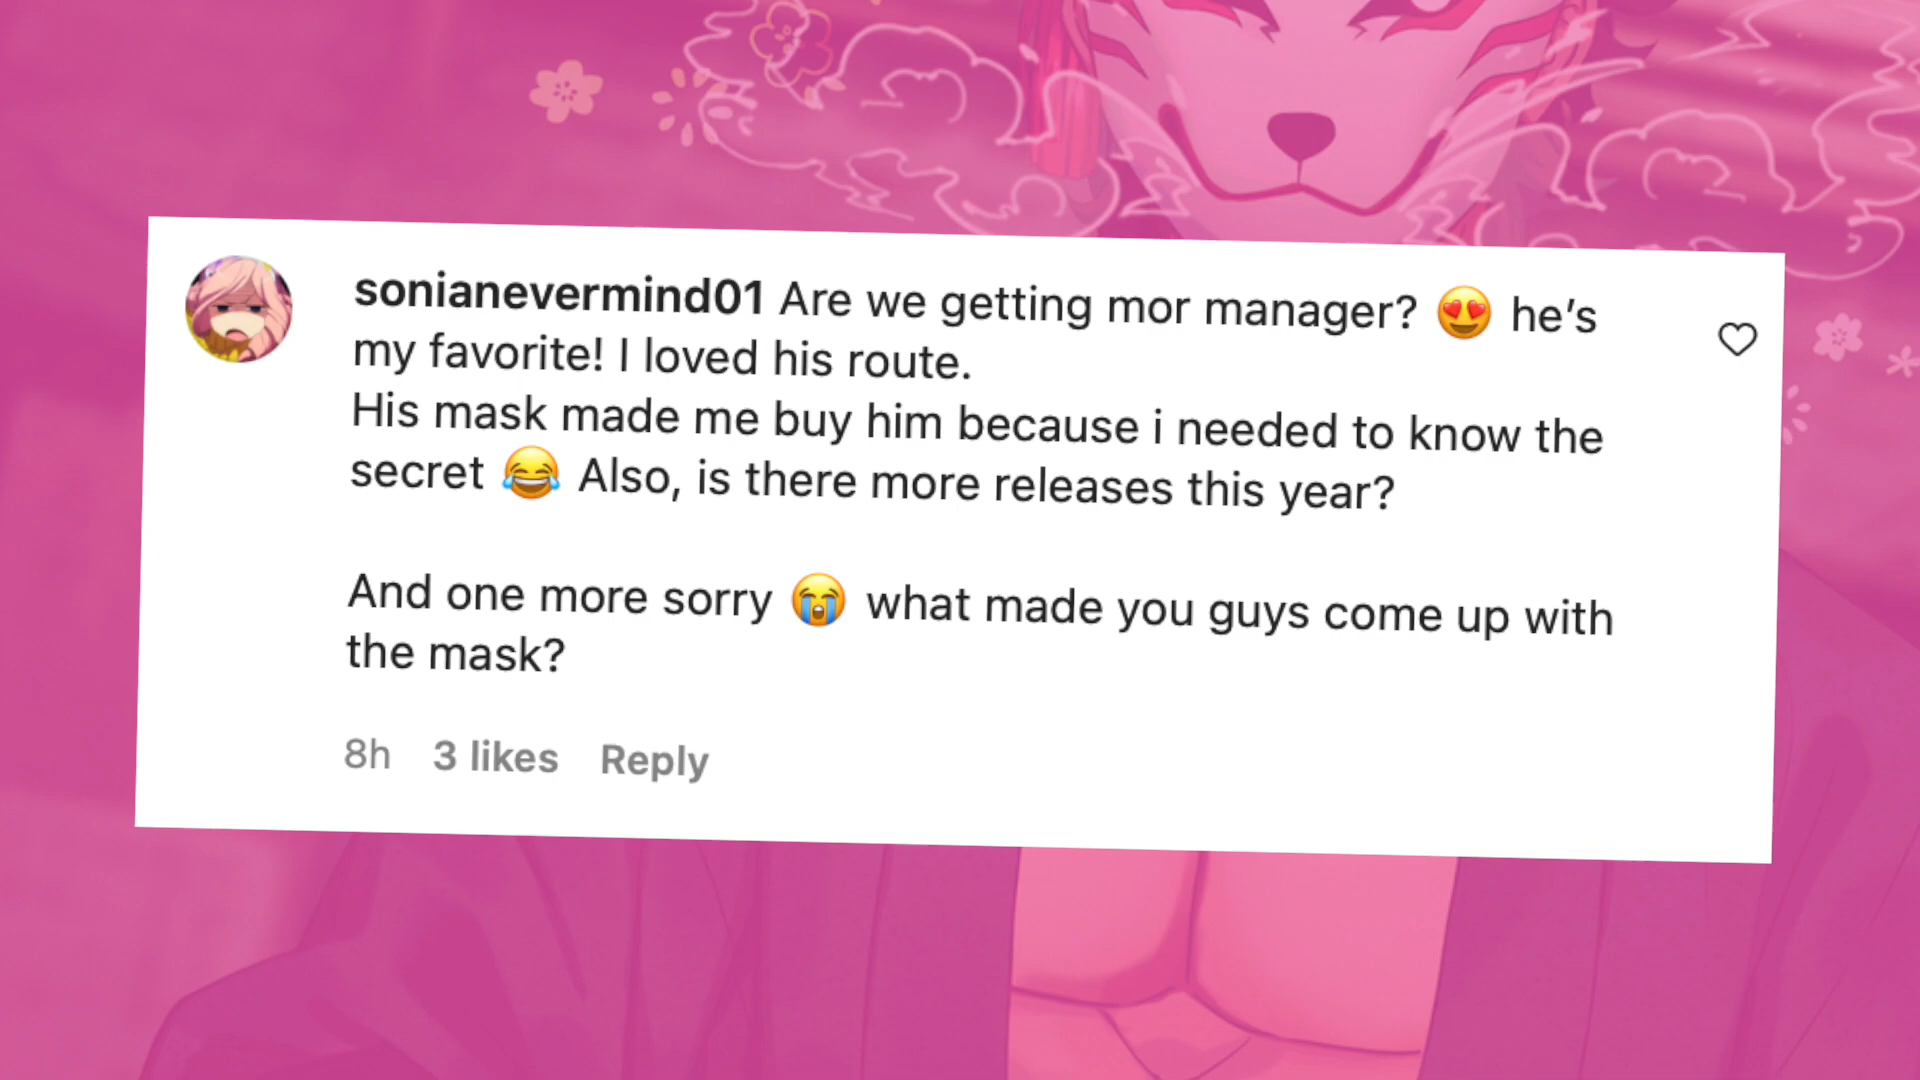 sonianevermind01 Are we getting mor manager? 😍 he's
my favorite! I loved his route.
His mask made me buy him because i needed to know the
secret 😂 Also, is there more releases this year?
And one more sorry 😭 what made you guys come up with
the mask?
8h 3 likes Reply